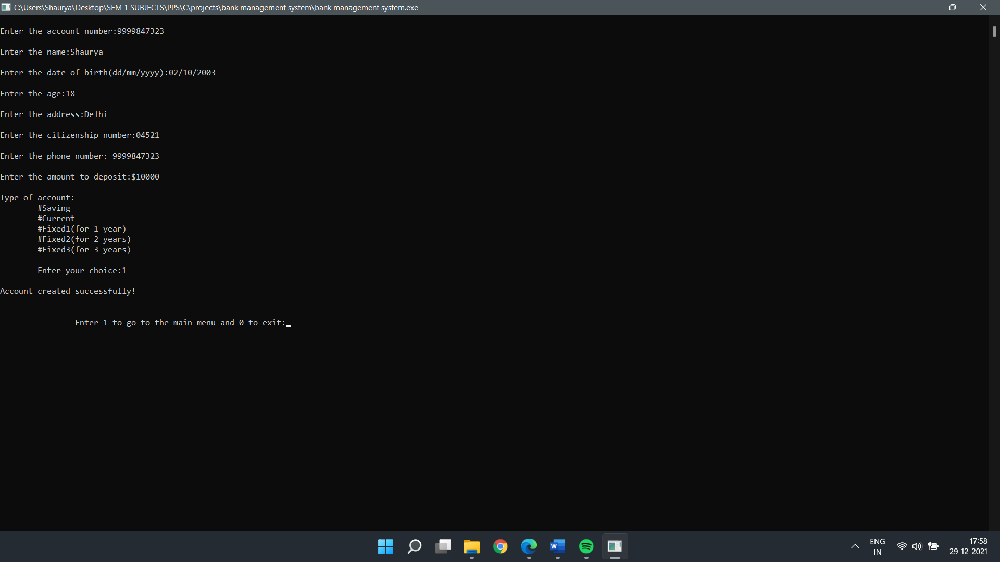 C:\Users\Shaurya\Desktop\SEM 1 SUBJECTS\PPS\C\projects\bank management system\bank management system.exe
Enter the account number:9999847323
Enter the name:Shaurya
Enter the date of birth(dd/mm/yyyy):02/10/2003
Enter the age:18
Enter the address:Delhi
Enter the citizenship number:04521
Enter the phone number: 9999847323
Enter the amount to deposit:$10000
Type of account:
#Saving
#Current
#Fixed1(for 1 year)
#Fixed2(for 2 years)
#Fixed3(for 3 years)
Enter your choice:1
Account created successfully!
Enter 1 to go to the main menu and 0 to exit:
W
ENG
IN
17:58
29-12-2021